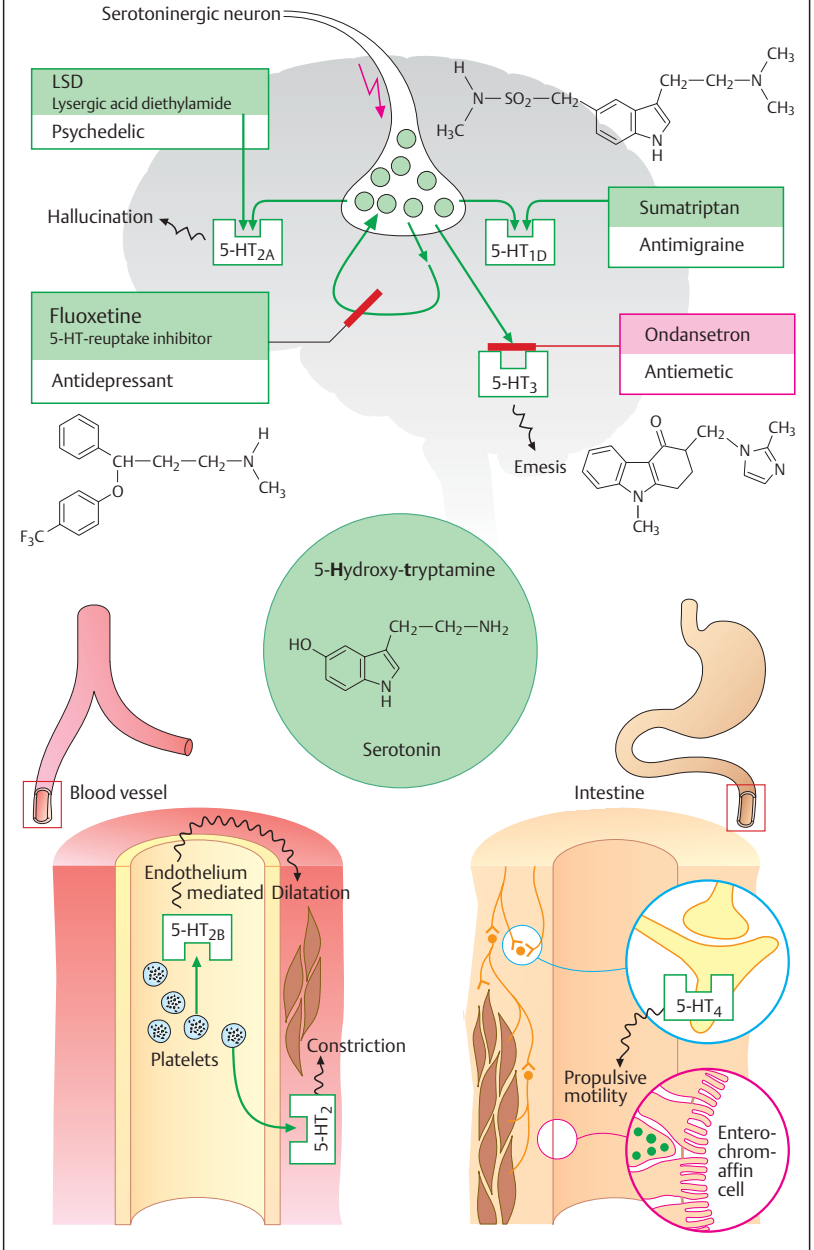 Serotoninergic neuron
LSD
Lysergic acid diethylamide
Psychedelic
H
N—SO₂—CH₂
H₃C
CH₂—CH₂—N
CH₃
CH₃
N
H
Hallucination
5-HT₂A
5-HT₁D
Sumatriptan
Antimigraine
Fluoxetine
5-HT-reuptake inhibitor
Antidepressant
Ondansetron
Antiemetic
5-HT₃
Emesis
H
CH—CH₂—CH₂—N
CH₃
O
F₃C
O
CH₂
N
CH₃
N
N
CH₃
5-Hydroxy-tryptamine
HO
CH₂—CH₂—NH₂
N
H
Serotonin
Blood vessel
Intestine
Endothelium
mediated
Dilatation
5-HT₂B
Platelets
Constriction
5-HT₂
5-HT₄
Propulsive
motility
Entero-
chrom-
affin
cell